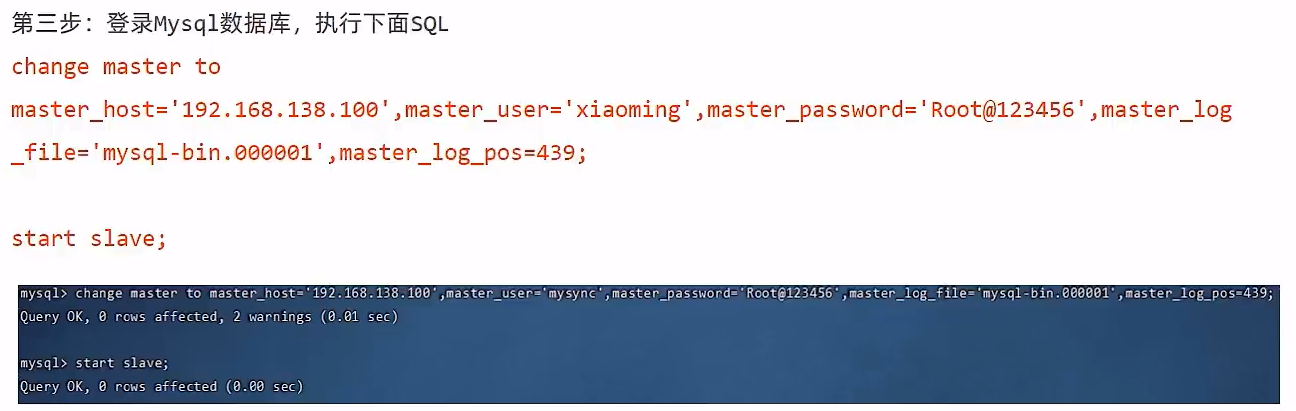 第三步：登录Mysql数据库，执行下面SQL
change master to
master_host='192.168.138.100',master_user='xiaoming',master_password='Root@123456',master_log
_file='mysql-bin.000001',master_log_pos=439;
start slave;
mysql> change master to master_host='192.168.138.100',master_user='mysync',master_password='Root@123456',master_log_file='mysql-bin.000001',master_log_pos=439;
Query OK, 0 rows affected, 2 warnings (0.01 sec)
mysql> start slave;
Query OK, 0 rows affected (0.00 sec)